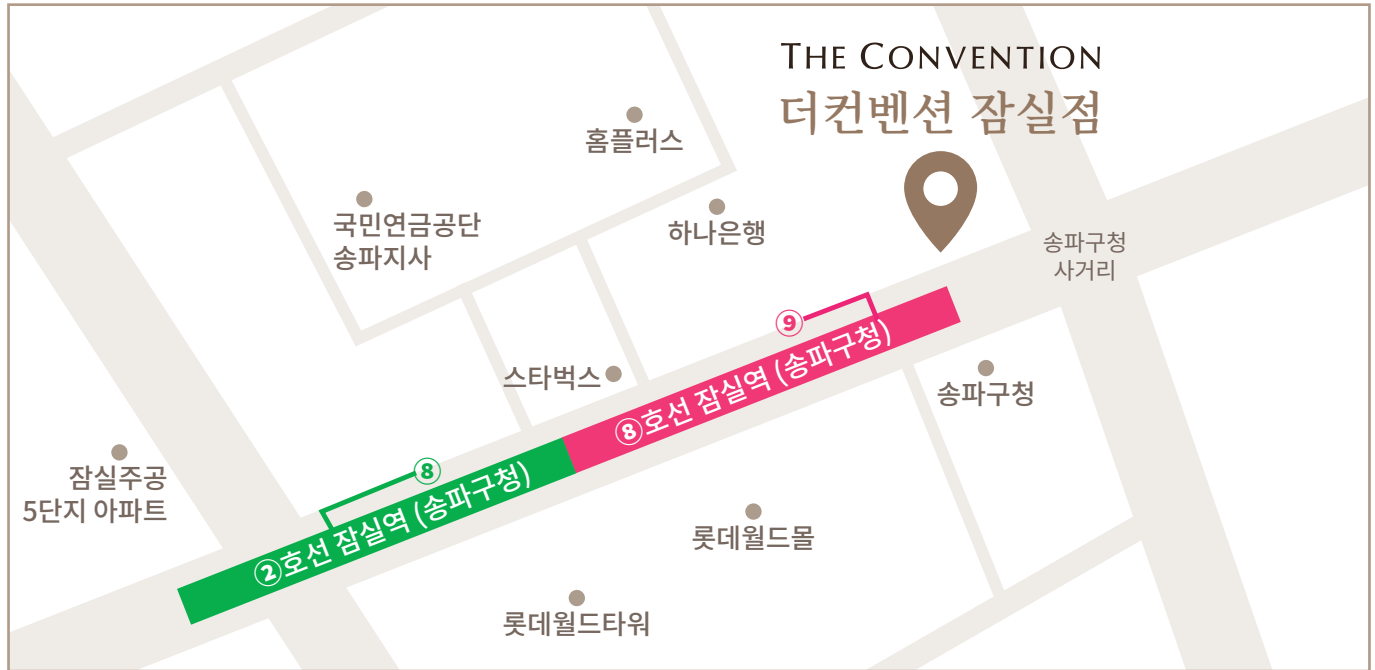 THE CONVENTION
더컨벤션 잠실점
홈플러스
국민연금공단
송파지사
하나은행
송파구청
사거리
⑨
⑧호선 잠실역 (송파구청)
스타벅스
송파구청
⑧
②호선 잠실역 (송파구청)
잠실주공
5단지 아파트
롯데월드몰
롯데월드타워